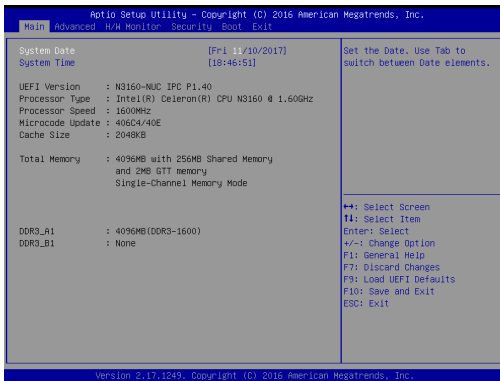 Aptio Setup Utility - Copyright (C) 2016 American Megatrends, Inc.
Main Advanced H/W Monitor Security Boot Exit
System Date [Fri 11/10/2017]
System Time [18:46:51]
UEFI Version : N3160-NUC IPC P1.40
Processor Type : Intel(R) Celeron(R) CPU N3160 @ 1.60GHz
Processor Speed : 1600MHz
Microcode Update : 406C4/40E
Cache Size : 2048KB
Total Memory : 4096MB with 256MB Shared Memory
and 2MB GTT memory
Single-Channel Memory Mode
DDR3_A1 : 4096MB(DDR3-1600)
DDR3_B1 : None
Set the Date. Use Tab to
switch between Date elements.
↔: Select Screen
↑↓: Select Item
Enter: Select
+/-: Change Option
F1: General Help
F7: Discard Changes
F9: Load UEFI Defaults
F10: Save and Exit
ESC: Exit
Version 2.17.1249. Copyright (C) 2016 American Megatrends, Inc.